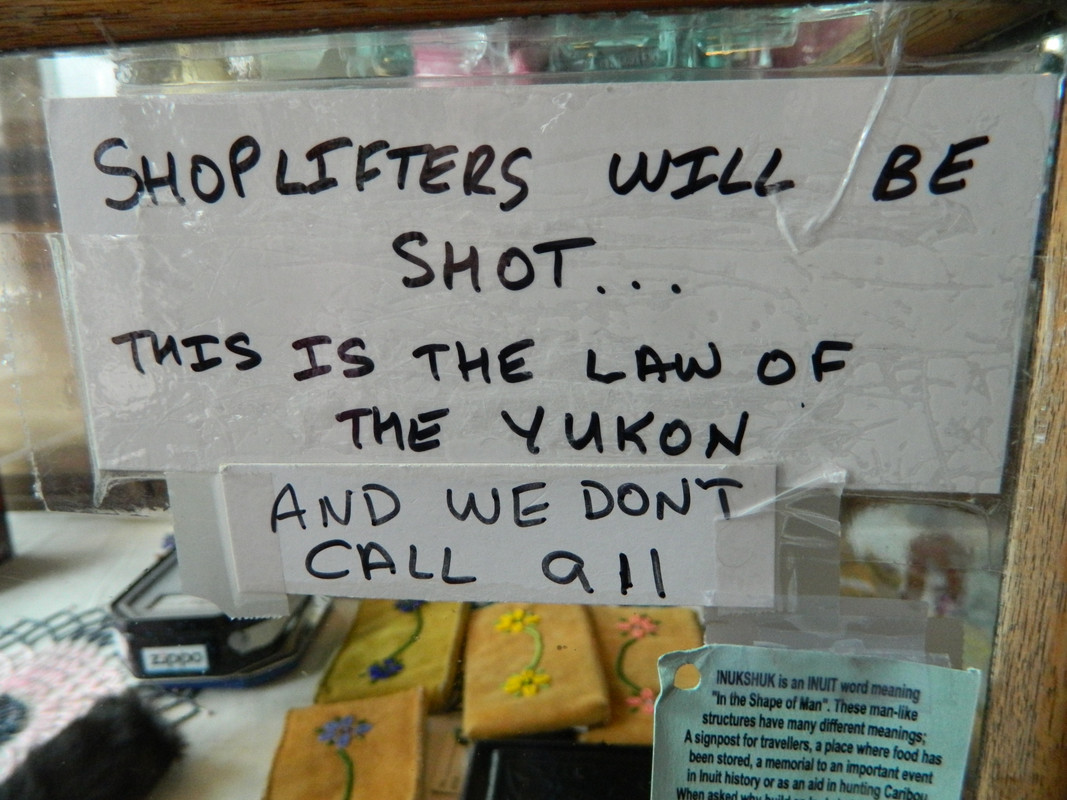 SHOPLIFTERS WILL BE
SHOT...
THIS IS THE LAW OF
THE YUKON
AND WE DONT
CALL 911
ZIPPO
INUKSHUK is an INUIT word meaning
"In the Shape of Man". These man-like
structures have many different meanings;
A signpost for travellers, a place where food has
been stored, a memorial to an important event
in Inuit history or as an aid in hunting Caribou.
When asked why